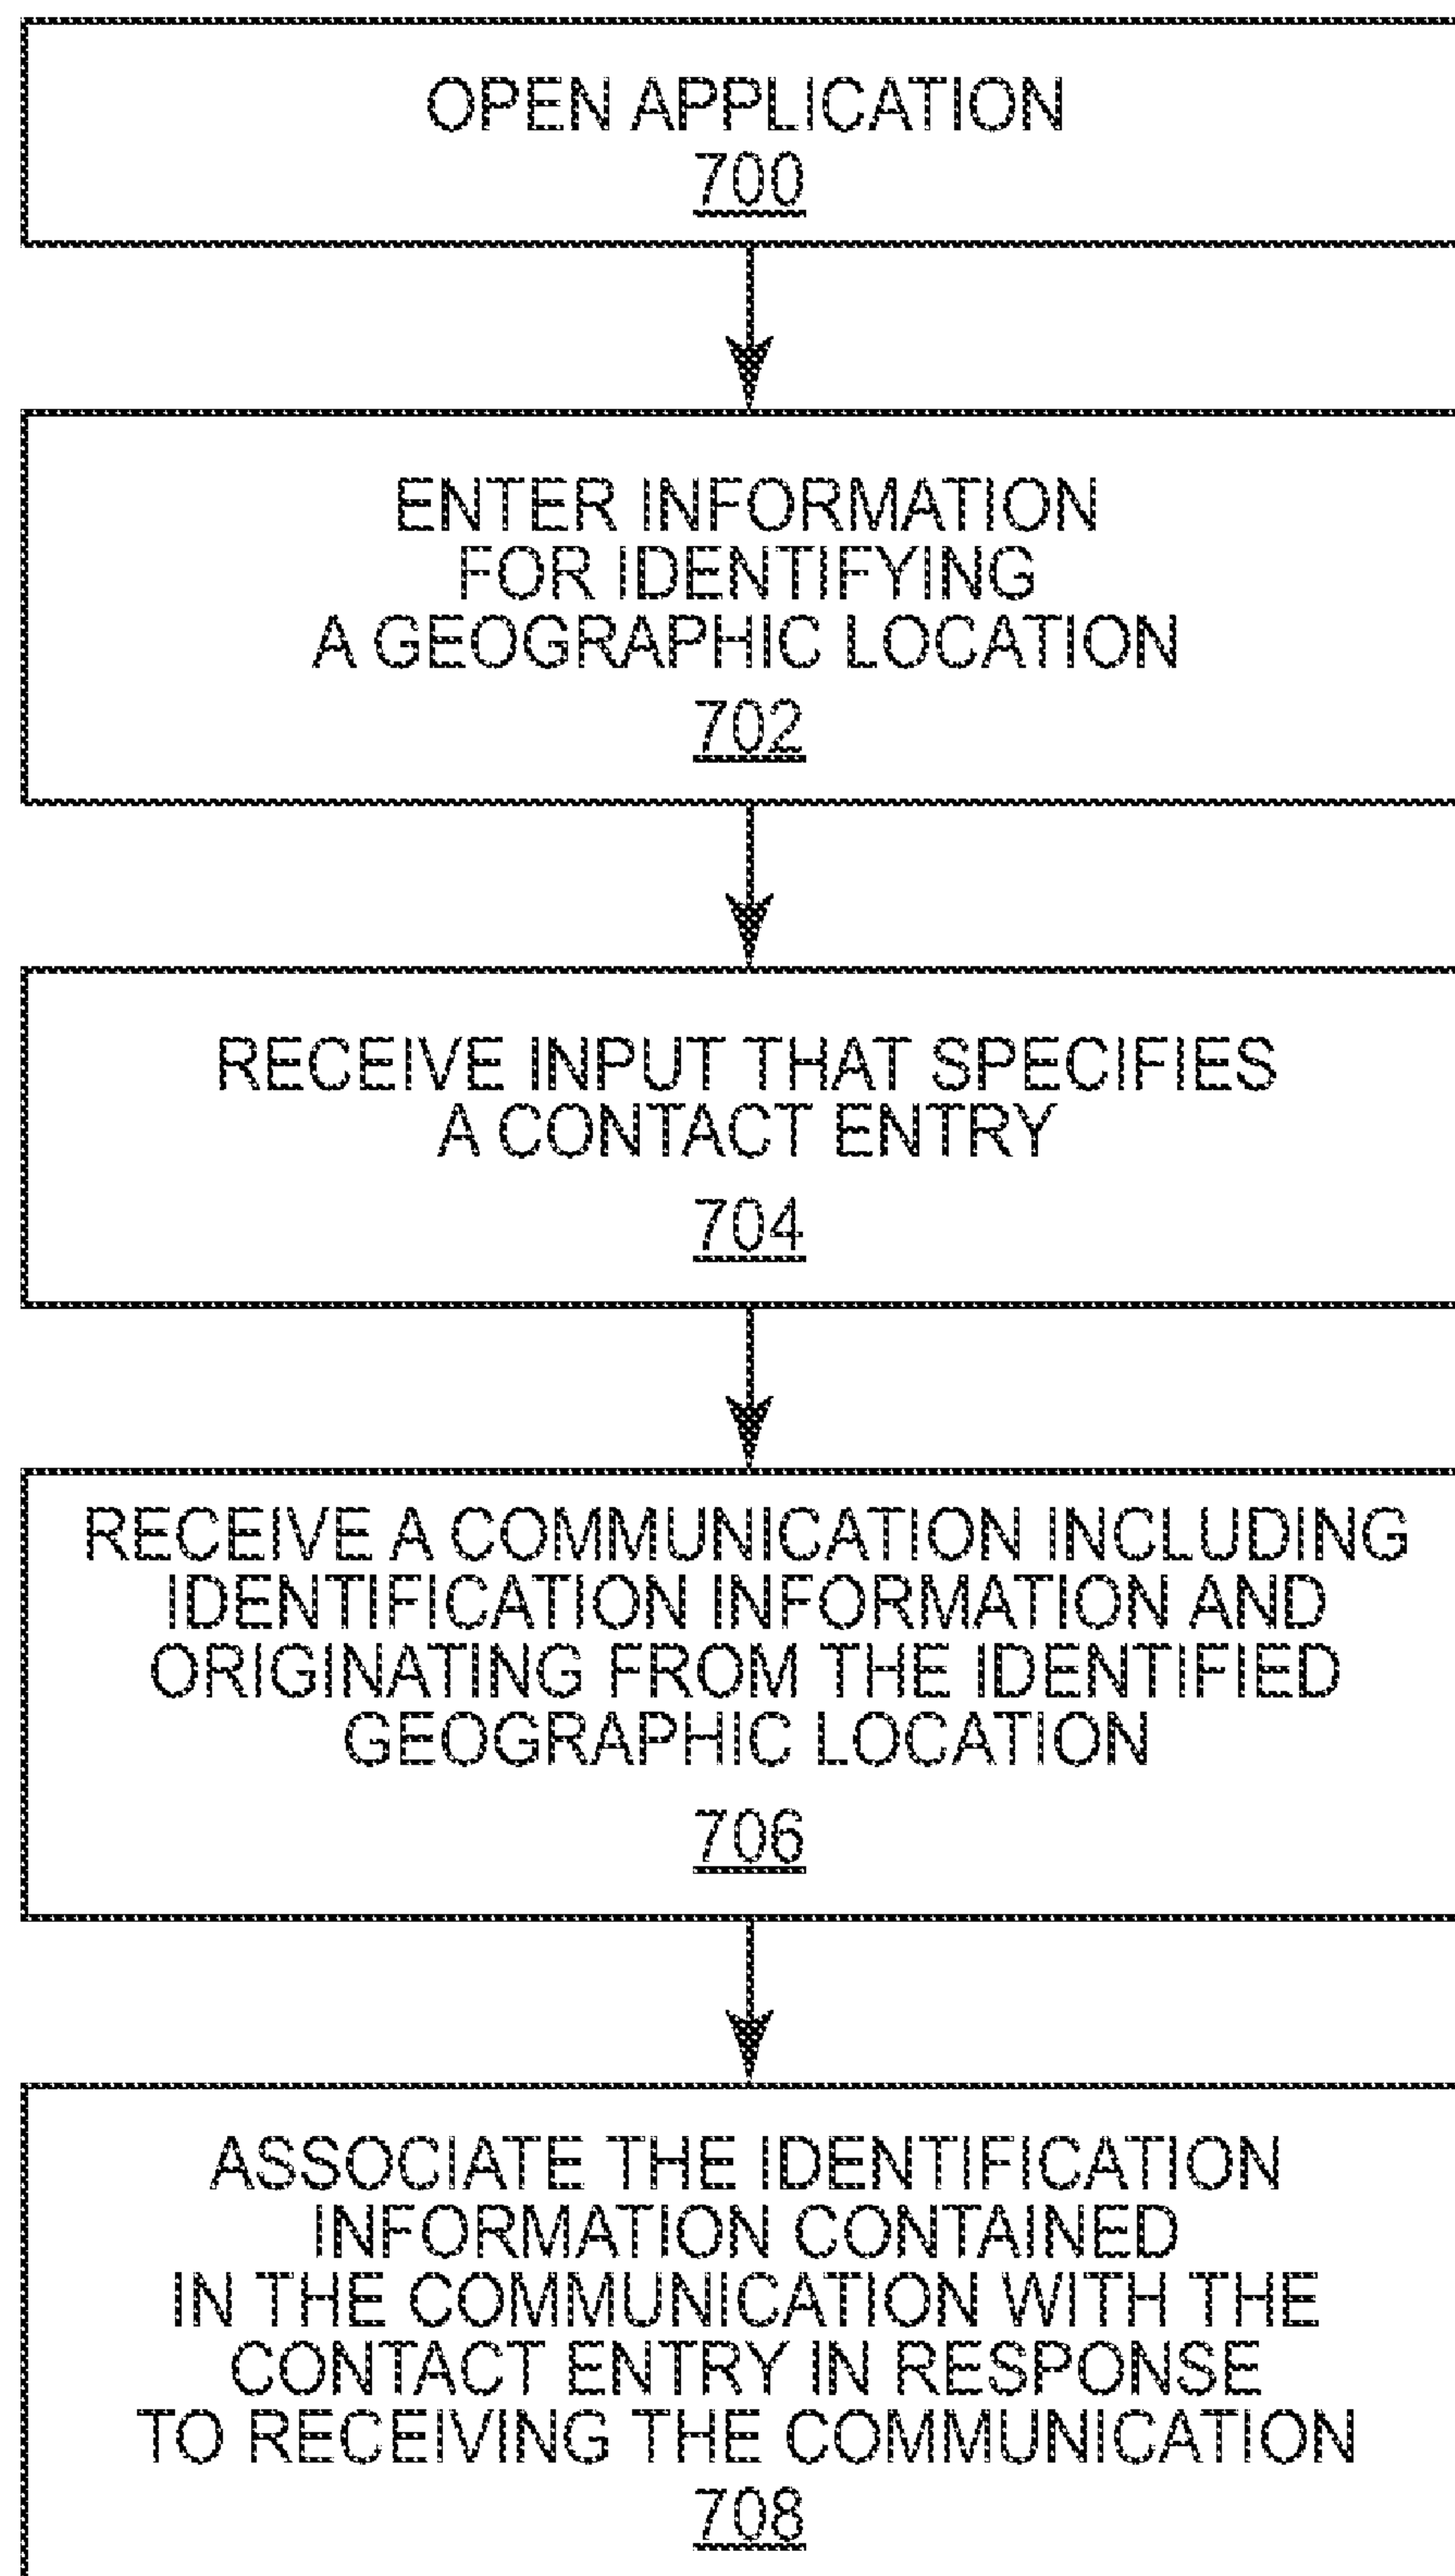 OPEN APPLICATION
700
ENTER INFORMATION
FOR IDENTIFYING
A GEOGRAPHIC LOCATION
702
RECEIVE INPUT THAT SPECIFIES
A CONTACT ENTRY
704
RECEIVE A COMMUNICATION INCLUDING
IDENTIFICATION INFORMATION AND
ORIGINATING FROM THE IDENTIFIED
GEOGRAPHIC LOCATION
706
ASSOCIATE THE IDENTIFICATION
INFORMATION CONTAINED
IN THE COMMUNICATION WITH THE
CONTACT ENTRY IN RESPONSE
TO RECEIVING THE COMMUNICATION
708